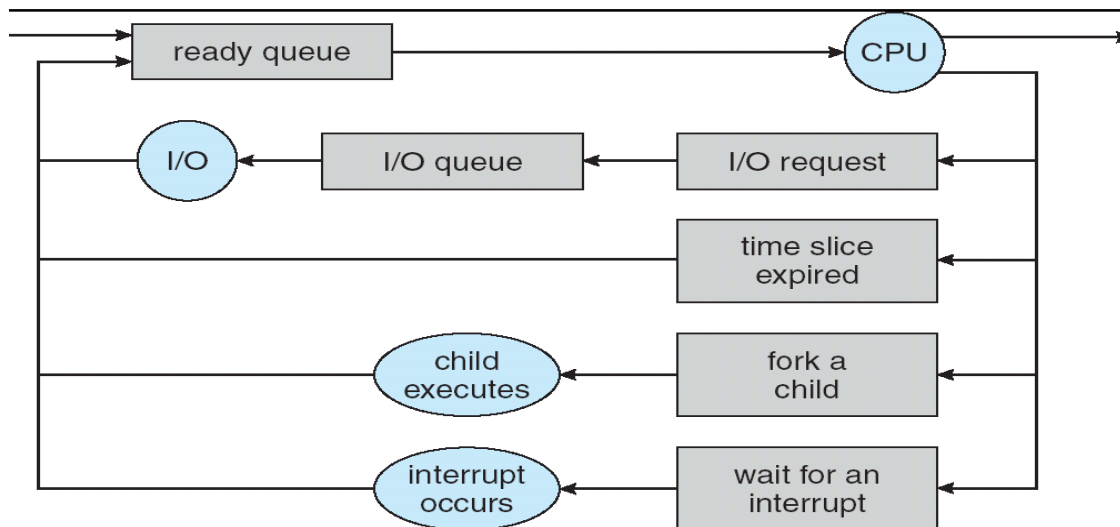 ready queue
CPU
I/O
I/O queue
I/O request
time slice
expired
child
executes
fork a
child
interrupt
occurs
wait for an
interrupt